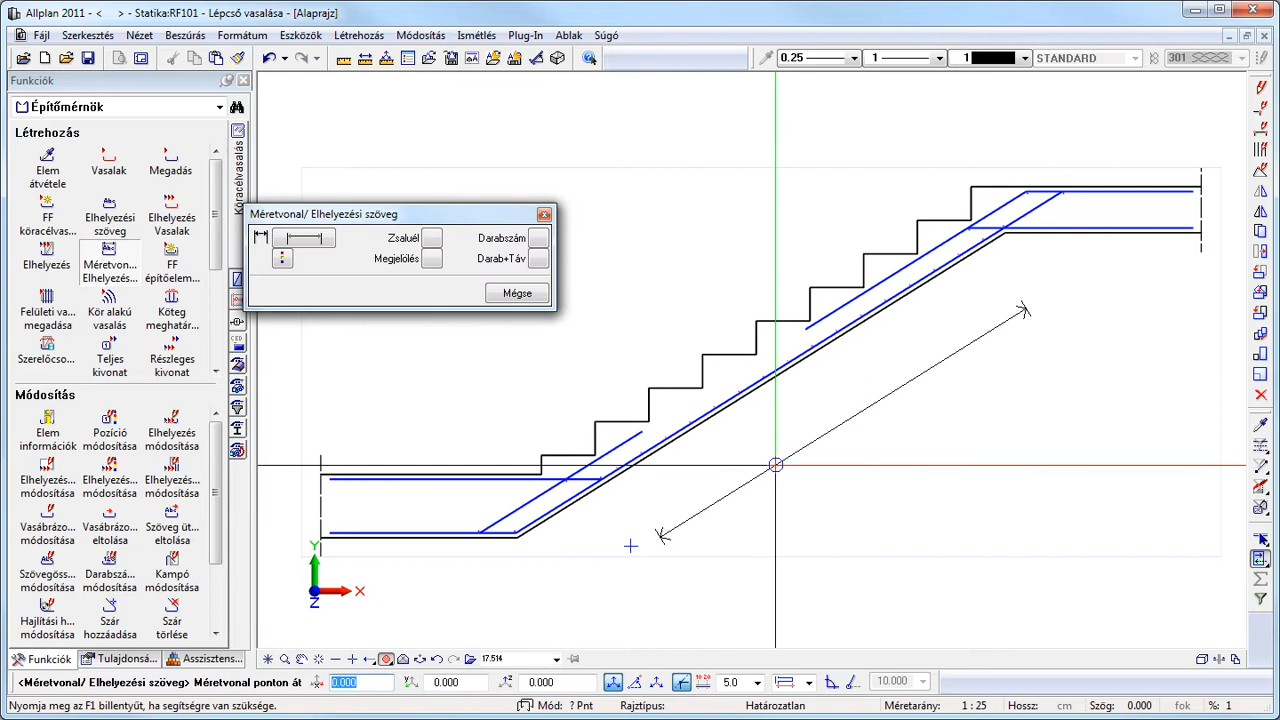 Allplan 2011 - < > - Statika:RF101 - Lépcső vasalása - [Alaprajz]
Fájl Szerkesztés Nézet Beszúrás Formátum Eszközök Létrehozás Módosítás Ismétlés Plug-In Ablak Súgó
0.25 1 1 STANDARD 301
Funkciók
Építőmérnök
Létrehozás
Elem átvétele
Vasalak
Megadás
FF köracélvas...
Elhelyezési szöveg
Elhelyezés Vasalak
Elhelyezés
Méretvon... Elhelyezés...
FF építőelem...
Felületi va... megadása
Kör alakú vasalás
Köteg meghatár...
Szerelőcso...
Teljes kivonat
Részleges kivonat
Módosítás
Elem információk
Pozíció módosítása
Elhelyezés módosítása
Elhelyezés... módosítása
Elhelyezés... módosítása
Elhelyezés... módosítása
Vasábrázo... módosítása
Vasábrázo... eltolása
Szöveg üt... eltolása
Szövegöss... módosítása
Darabszá... módosítása
Kampó módosítása
Hajlítási h... módosítása
Szár hozzáadása
Szár törlése
Köracélvasalás
Méretvonal/ Elhelyezési szöveg
Zsaluél Darabszám
Megjelölés Darab+Táv
Mégse
Y
X
Z
Funkciók Tulajdonsá... Asszisztens...
17.514
<Méretvonal/ Elhelyezési szöveg> Méretvonal ponton át 0.000 0.000 0.000 5.0 10.000
Nyomja meg az F1 billentyűt, ha segítségre van szüksége. Mód: ? Pnt Rajztípus: Határozatlan Méretarány: 1 : 25 Hossz: cm Szög: 0.000 fok %: 1